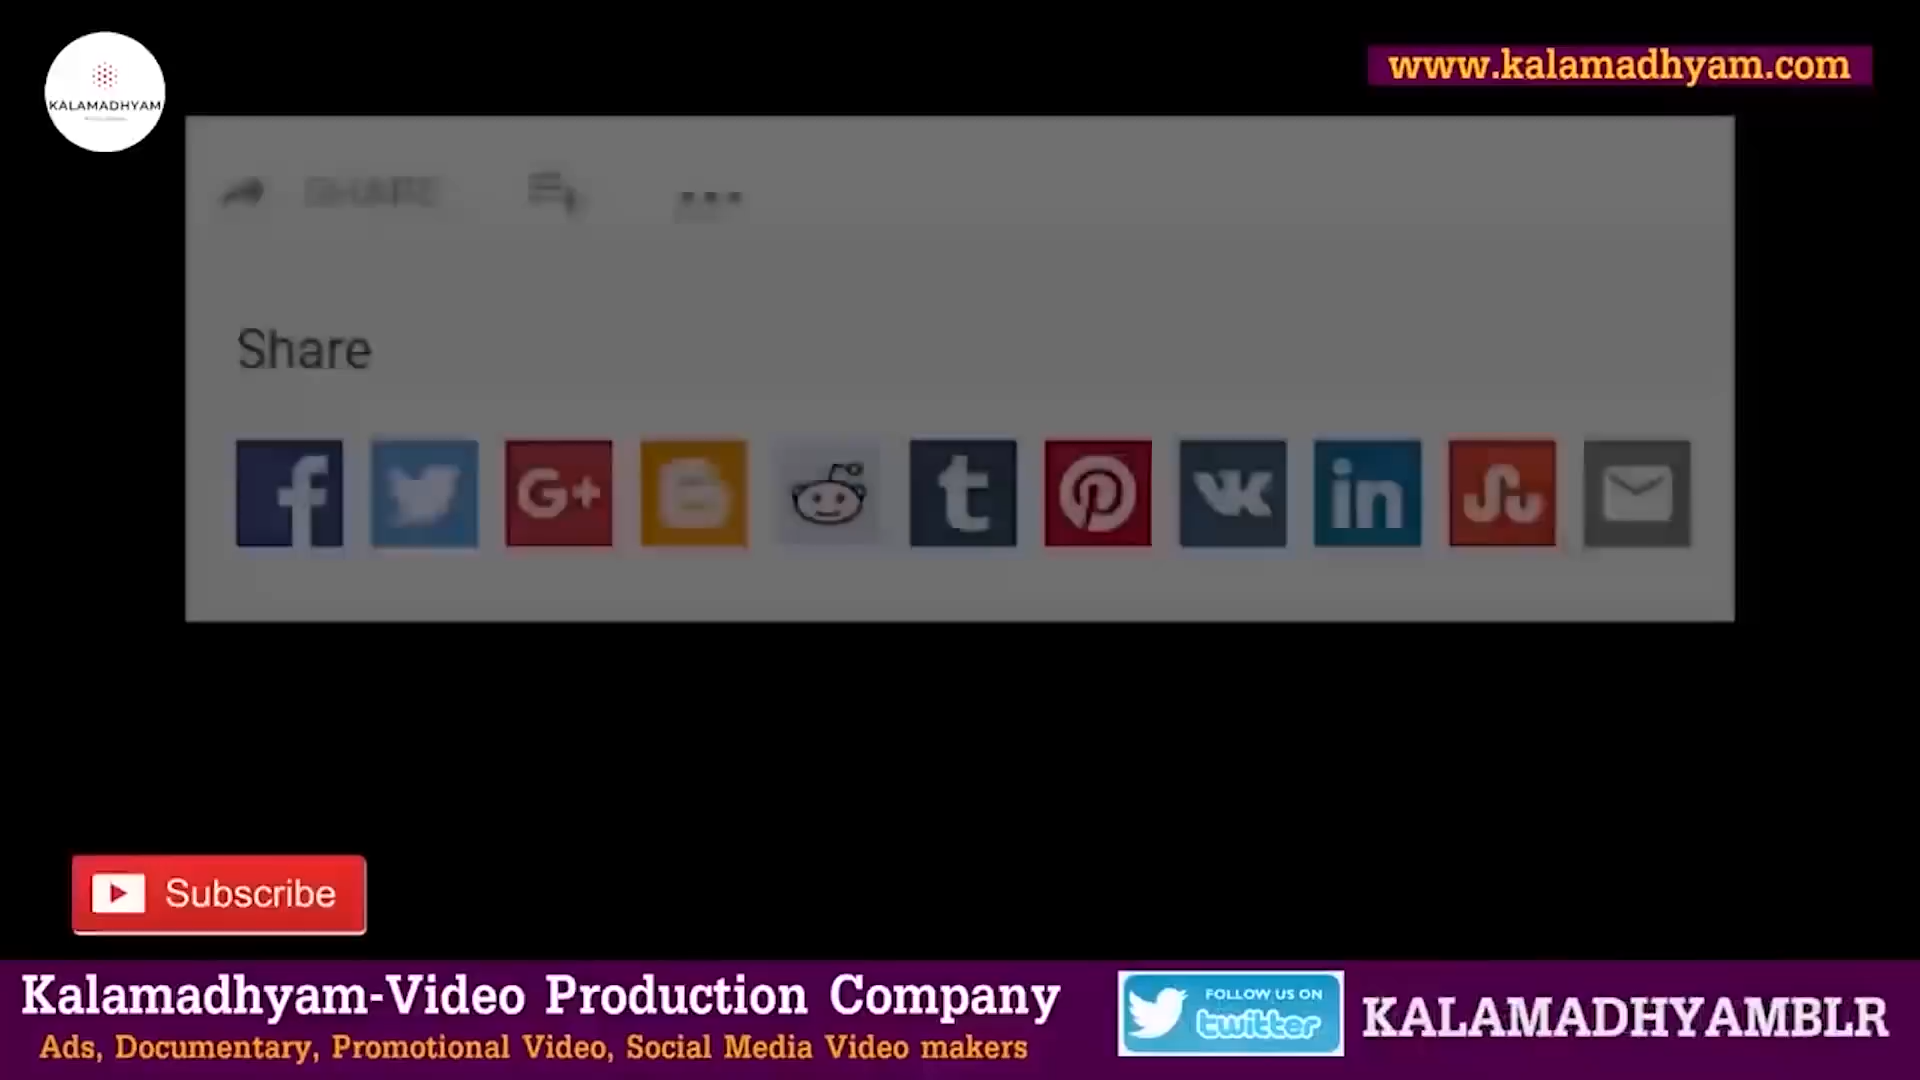 KALAMADHYAM
www.kalamadhyam.com
SHARE
Share
G+
in
Subscribe
Kalamadhyam-Video Production Company
Ads, Documentary, Promotional Video, Social Media Video makers
FOLLOW US ON
twitter
KALAMADHYAMBLR